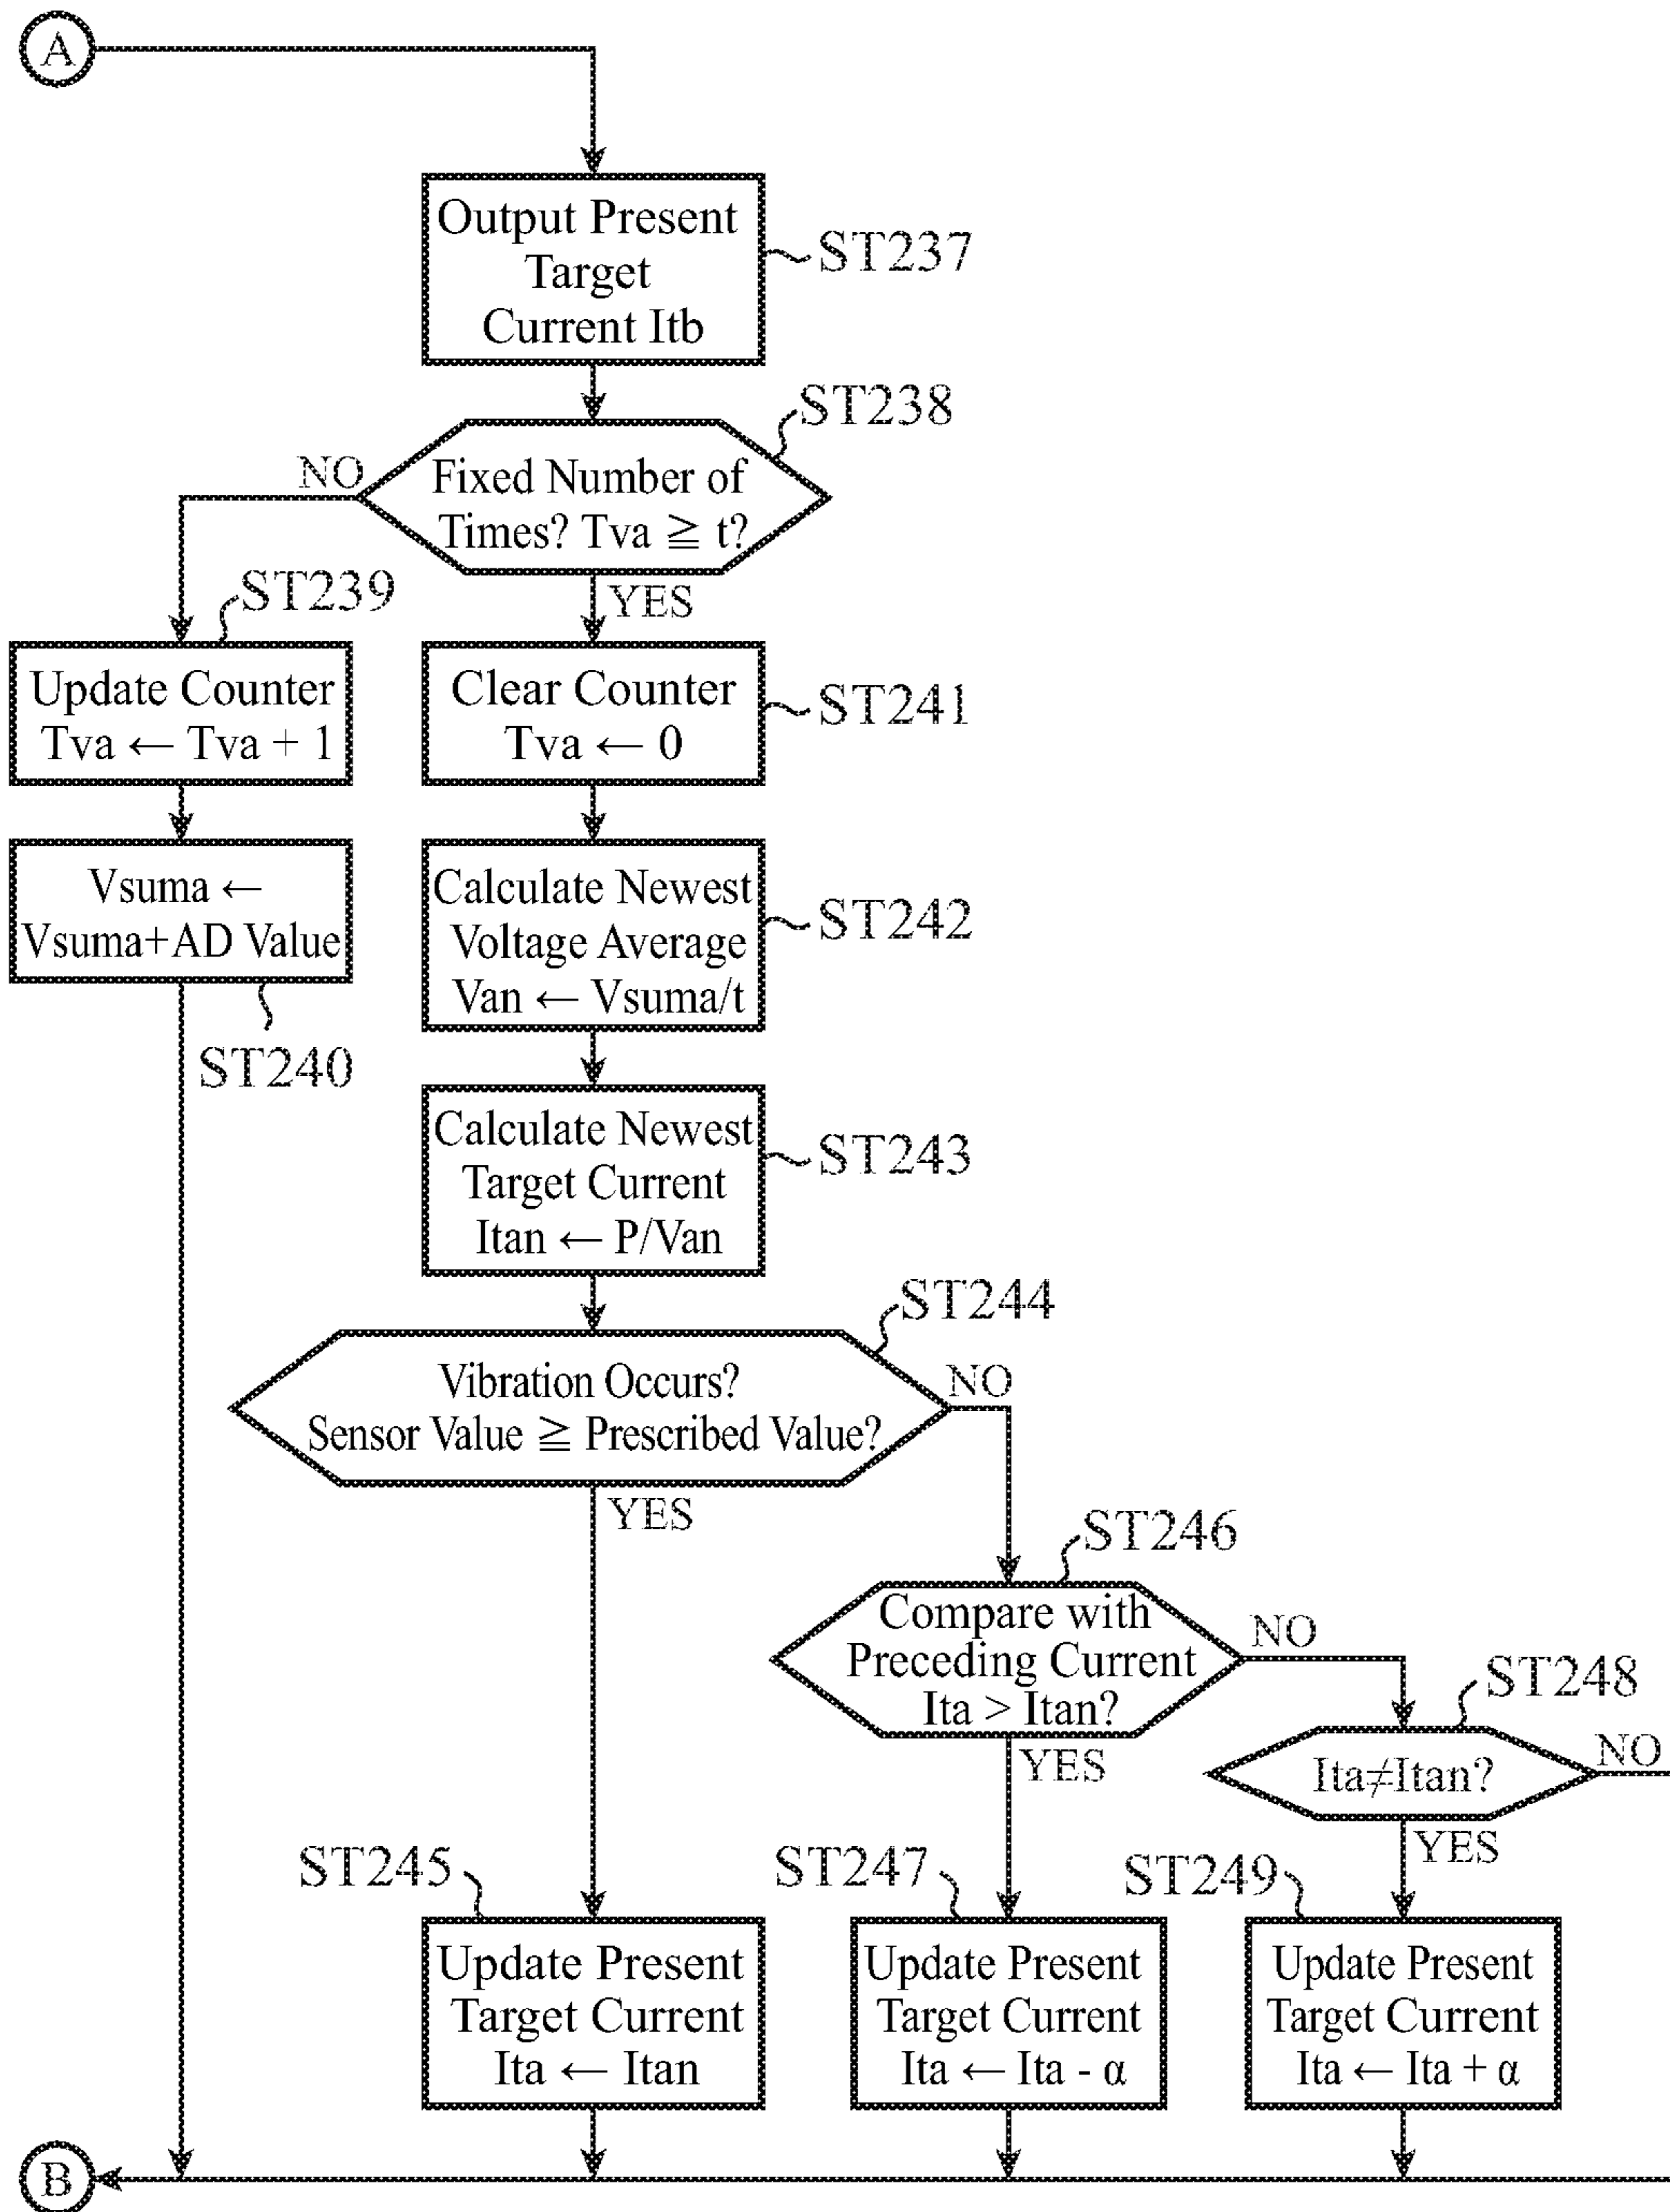 A
Output Present
Target
Current Itb
ST237
ST238
NO
Fixed Number of
Times? Tva ≧ t?
ST239
YES
Update Counter
Tva ← Tva + 1
Clear Counter
Tva ← 0
ST241
Vsuma ←
Vsuma+AD Value
ST240
Calculate Newest
Voltage Average
Van ← Vsuma/t
ST242
Calculate Newest
Target Current
Itan ← P/Van
ST243
ST244
Vibration Occurs?
Sensor Value ≧ Prescribed Value?
NO
YES
ST246
Compare with
Preceding Current
Ita > Itan?
NO
YES
ST248
Ita≠Itan?
NO
YES
ST245
ST247
ST249
Update Present
Target Current
Ita ← Itan
Update Present
Target Current
Ita ← Ita - α
Update Present
Target Current
Ita ← Ita + α
B